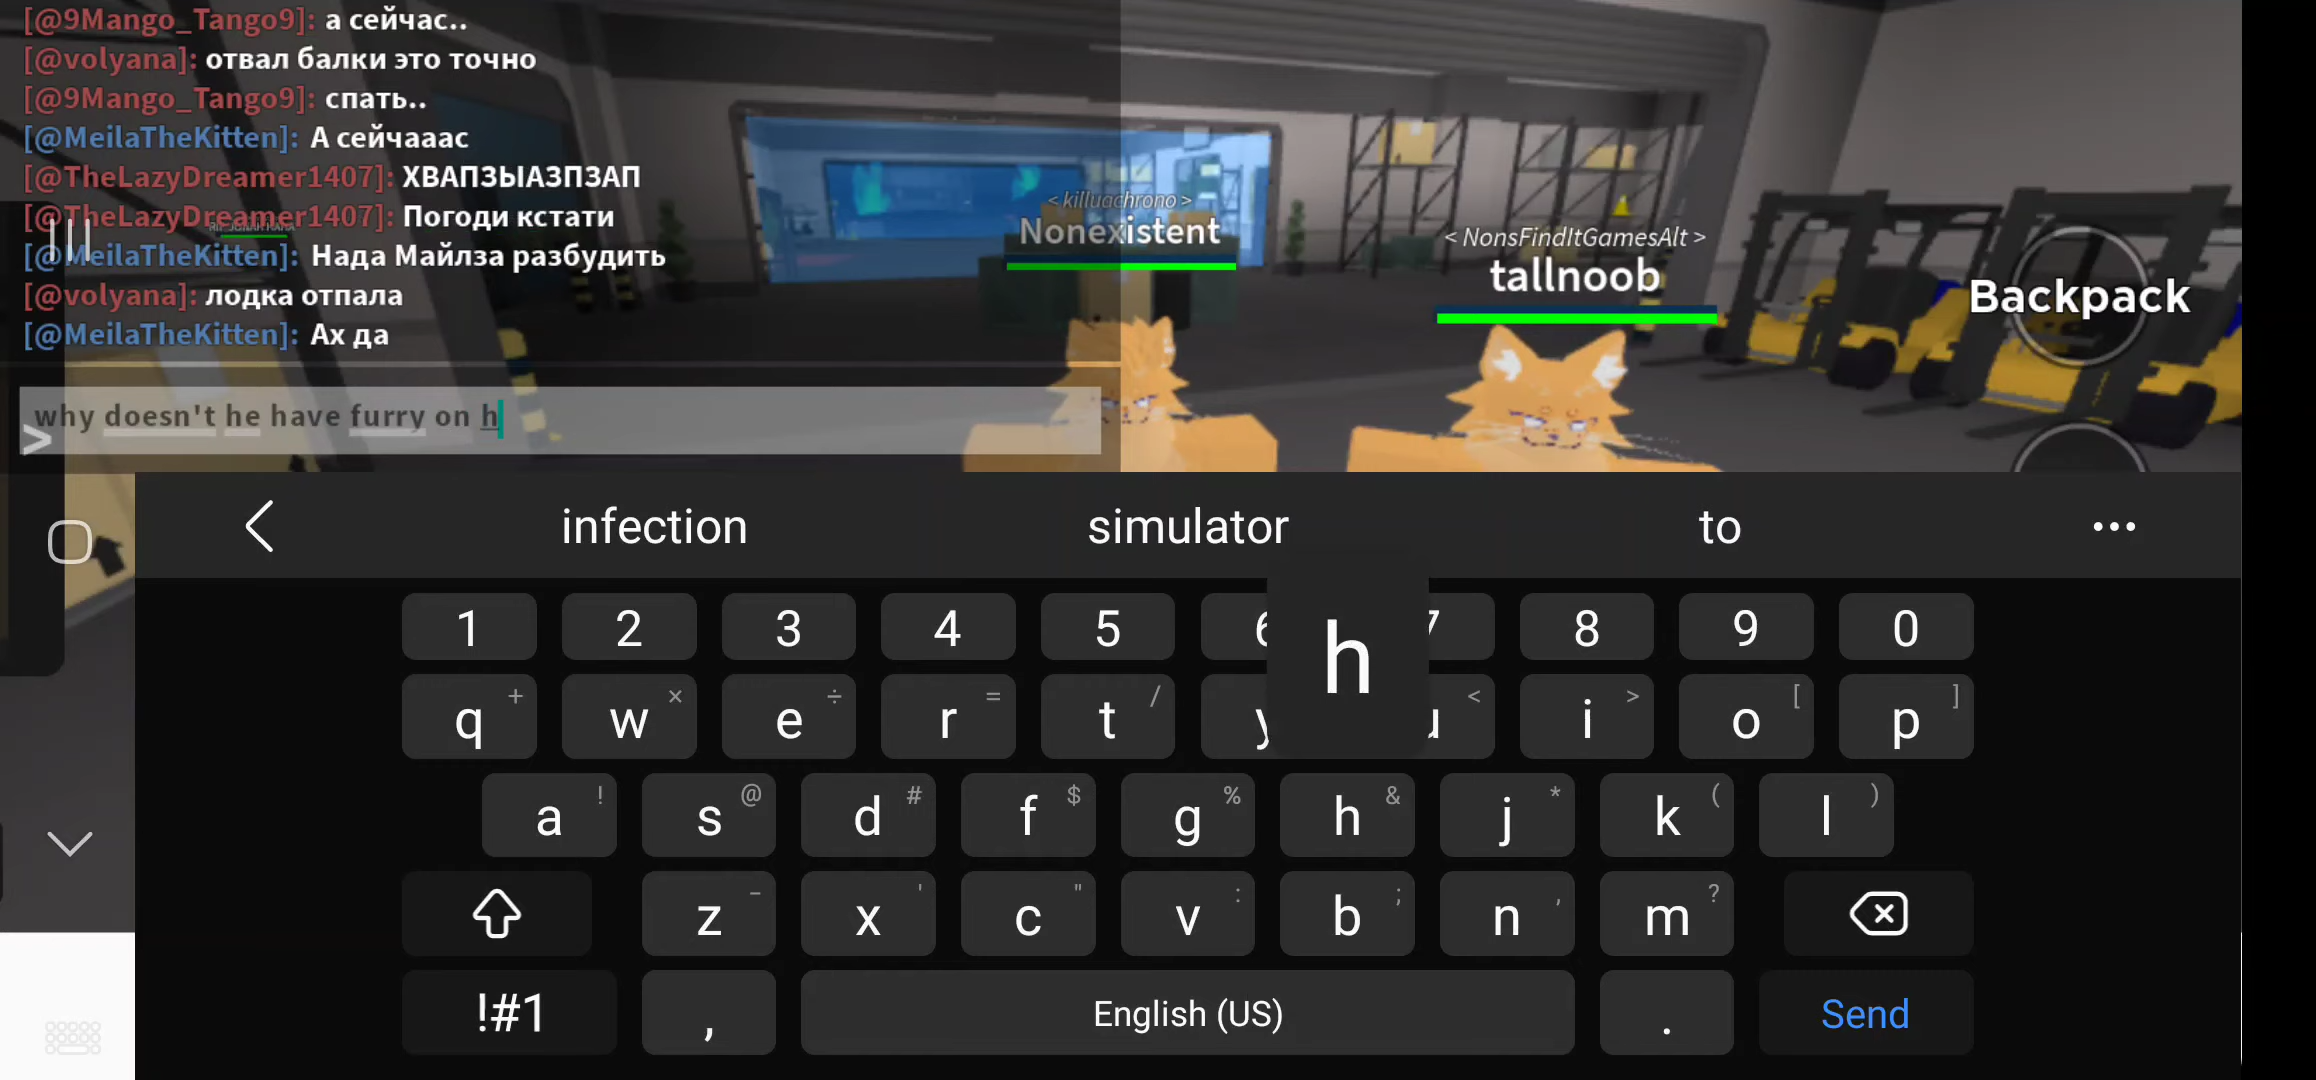 [@9Mango_Tango9]: а сейчас..
[@volyana]: отвал балки это точно
[@9Mango_Tango9]: спать..
[@MeilaTheKitten]: А сейчааас
[@TheLazyDreamer1407]: ХВАПЗЫАЗПЗАП
[@TheLazyDreamer1407]: Погоди кстати
[@MeilaTheKitten]: Нада Майлза разбудить
[@volyana]: лодка отпала
[@MeilaTheKitten]: Ах да
< killuachrono >
Nonexistent
< NonsFindItGamesAlt >
tallnoob
Backpack
why doesn't he have furry on h
>
infection simulator to ...
1 2 3 4 5 6 7 8 9 0
h
+ × ÷ = / < > [ ]
q w e r t y u i o p
! @ # $ % & * ( )
a s d f g h j k l
- ' " : ; , ?
z x c v b n m
!#1 , English (US) . Send